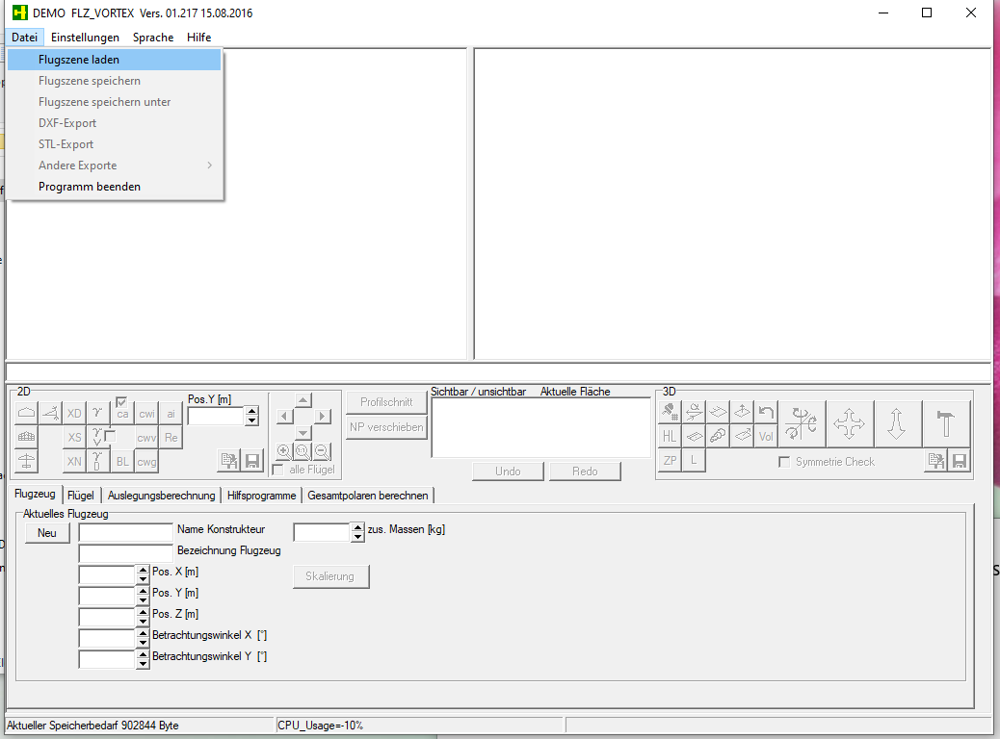 DEMO FLZ_VORTEX Vers. 01.217 15.08.2016
Datei Einstellungen Sprache Hilfe
Flugszene laden
Flugszene speichern
Flugszene speichern unter
DXF-Export
STL-Export
Andere Exporte
Programm beenden
2D
XD γ ca cwi ai
XS γ V cwv Re
XN γ D BL cwg
Pos.Y [m]
1:1
alle Flügel
Profilschnitt
NP verschieben
Sichtbar / unsichtbar Aktuelle Fläche
Undo Redo
3D
HL Vol
ZP L
Symmetrie Check
Flugzeug Flügel Auslegungsberechnung Hilfsprogramme Gesamtpolaren berechnen
Aktuelles Flugzeug
Neu Name Konstrukteur zus. Massen [kg]
Bezeichnung Flugzeug
Pos. X [m] Skalierung
Pos. Y [m]
Pos. Z [m]
Betrachtungswinkel X [°]
Betrachtungswinkel Y [°]
Aktueller Speicherbedarf 902844 Byte CPU_Usage=-10%